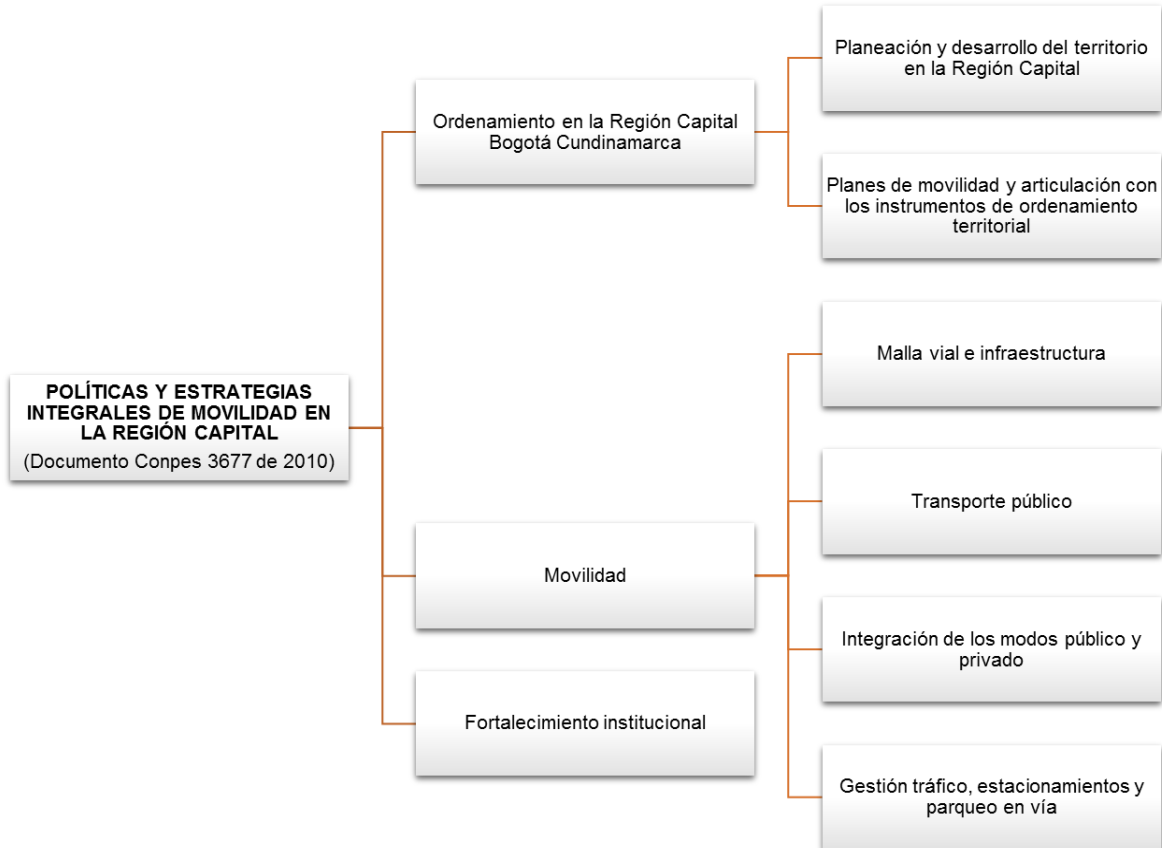 POLÍTICAS Y ESTRATEGIAS
INTEGRALES DE MOVILIDAD EN
LA REGIÓN CAPITAL
(Documento Conpes 3677 de 2010)
Ordenamiento en la Región Capital
Bogotá Cundinamarca
Planeación y desarrollo del territorio
en la Región Capital
Planes de movilidad y articulación con
los instrumentos de ordenamiento
territorial
Movilidad
Malla vial e infraestructura
Transporte público
Integración de los modos público y
privado
Gestión tráfico, estacionamientos y
parqueo en vía
Fortalecimiento institucional